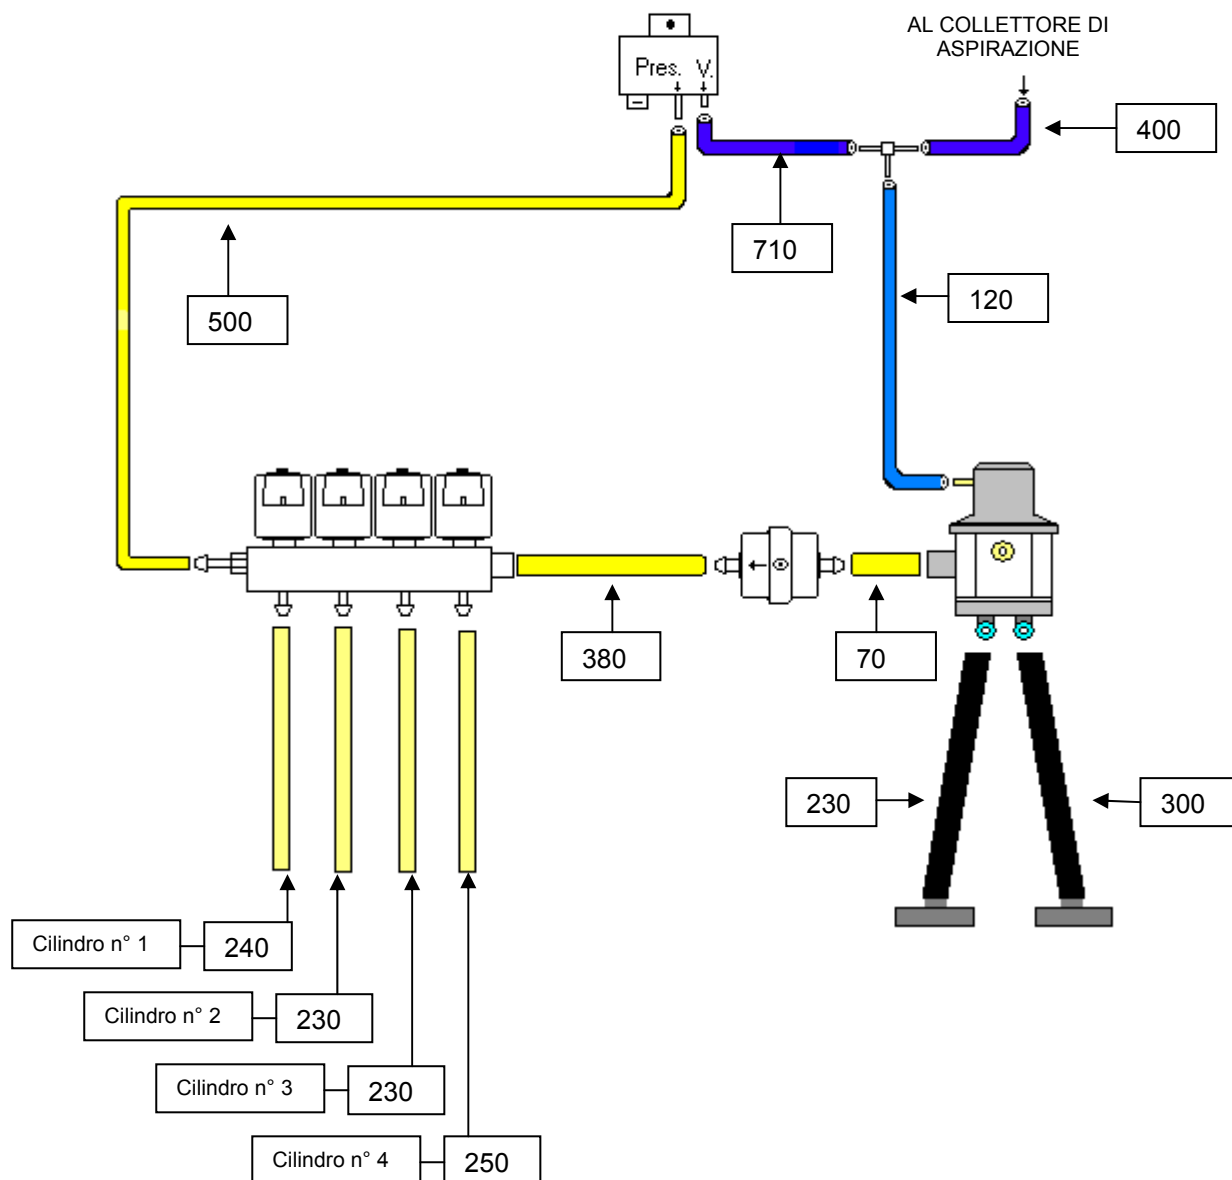 AL COLLETTORE DI
ASPIRAZIONE
Pres. V.
400
710
500
120
380
70
230
300
Cilindro n° 1
240
Cilindro n° 2
230
Cilindro n° 3
230
Cilindro n° 4
250